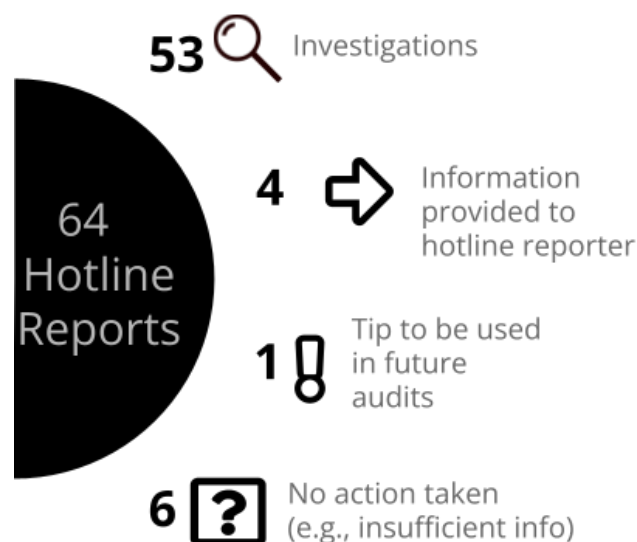 53
Investigations
64
Hotline
Reports
4
Information
provided to
hotline reporter
1
Tip to be used
in future
audits
6
?
No action taken
(e.g., insufficient info)